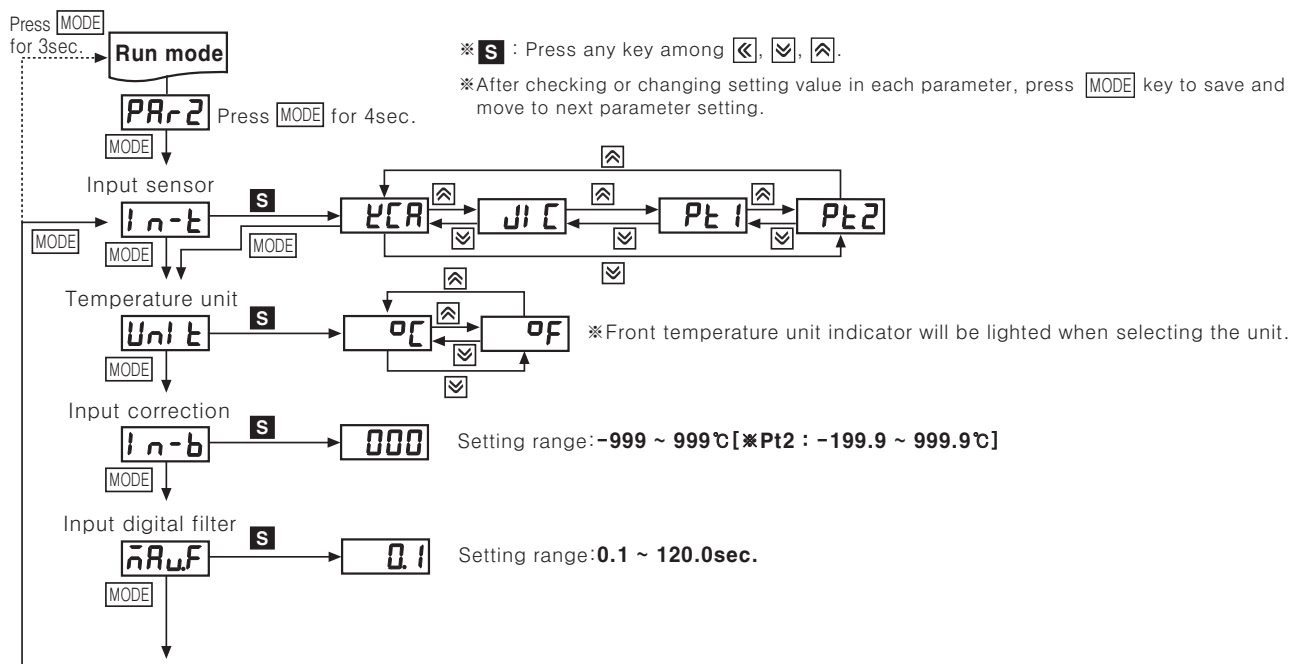 Press MODE
for 3sec.
Run mode
※ S : Press any key among , , .
※After checking or changing setting value in each parameter, press MODE key to save and
move to next parameter setting.
PAr2 Press MODE for 4sec.
MODE
Input sensor
S
In-t KCA JIC Pt1 Pt2
MODE MODE MODE
Temperature unit
S
Unit °C °F ※Front temperature unit indicator will be lighted when selecting the unit.
MODE
Input correction
S
In-b 000 Setting range:-999 ~ 999℃[※Pt2 : -199.9 ~ 999.9℃]
MODE
Input digital filter
S
mAu.F 0.1 Setting range:0.1 ~ 120.0sec.
MODE